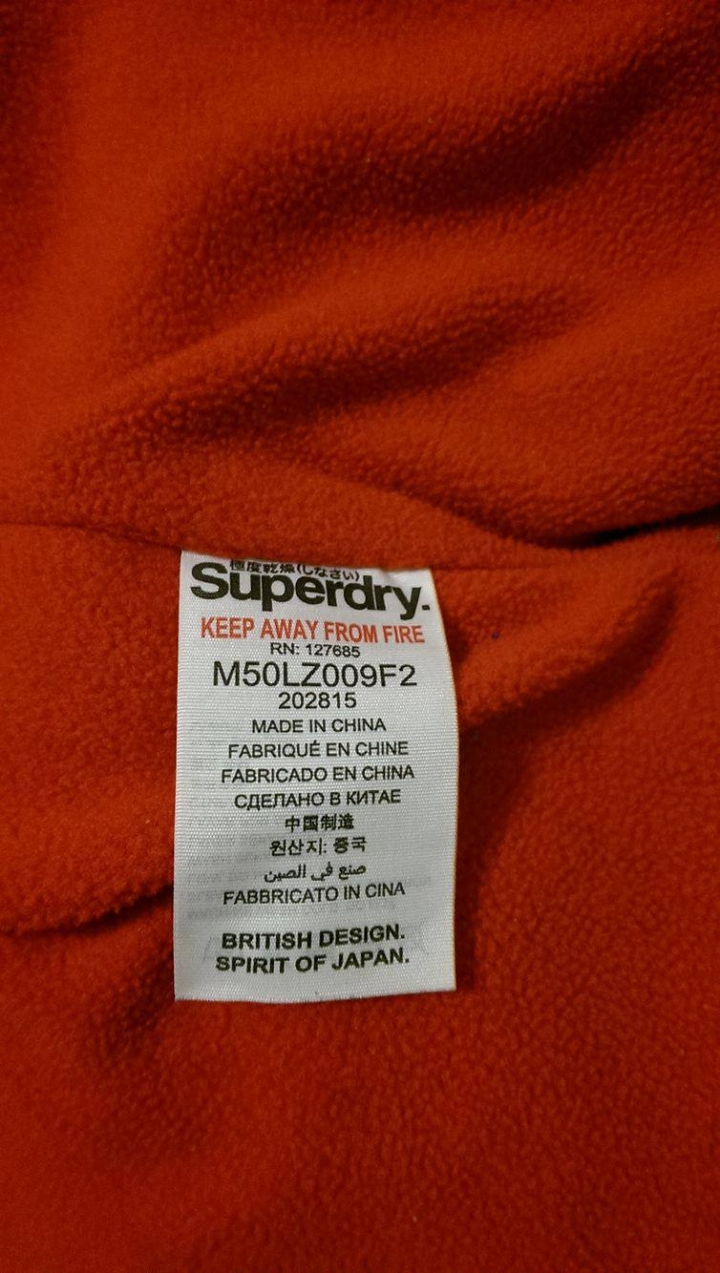 極度乾燥(しなさい)
Superdry.
KEEP AWAY FROM FIRE
RN: 127685
M50LZ009F2
202815
MADE IN CHINA
FABRIQUÉ EN CHINE
FABRICADO EN CHINA
СДЕЛАНО В КИТАЕ
中国制造
원산지: 중국
صنع في الصين
FABBRICATO IN CINA
BRITISH DESIGN.
SPIRIT OF JAPAN.